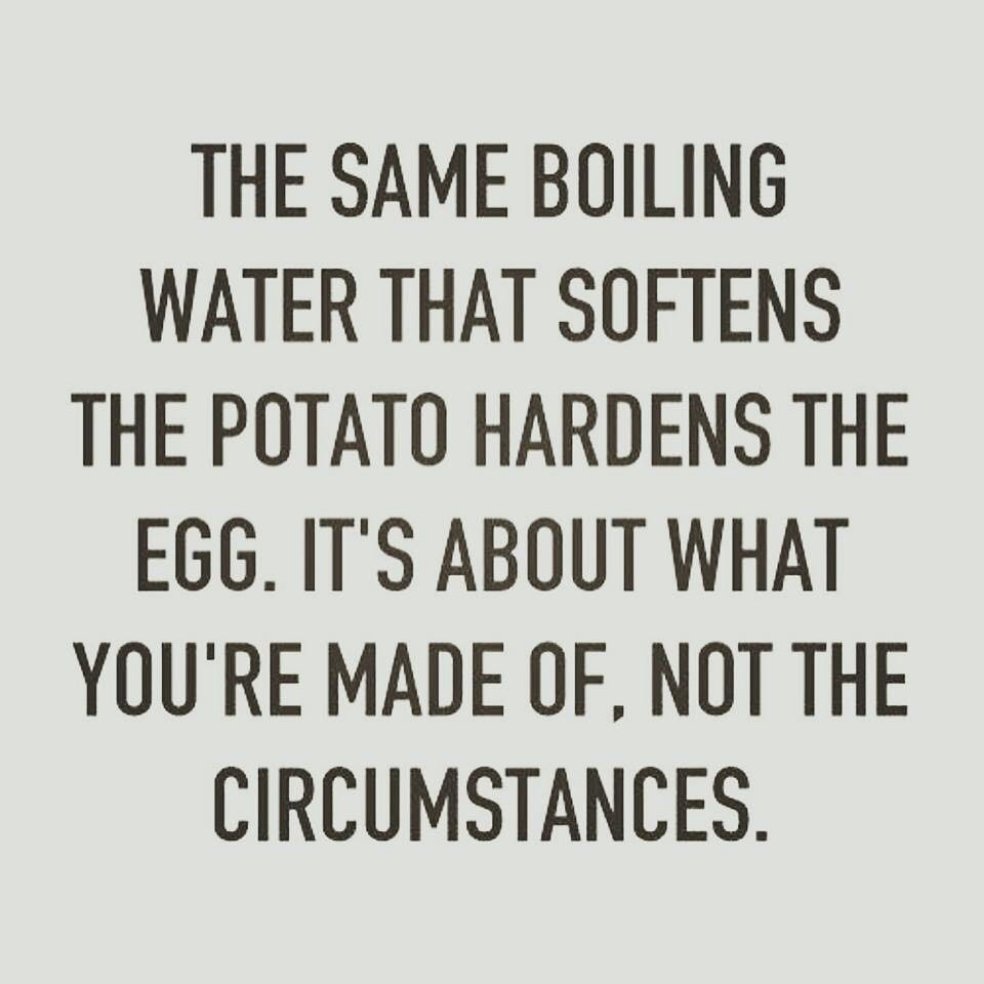 THE SAME BOILING
WATER THAT SOFTENS
THE POTATO HARDENS THE
EGG. IT'S ABOUT WHAT
YOU'RE MADE OF, NOT THE
CIRCUMSTANCES.